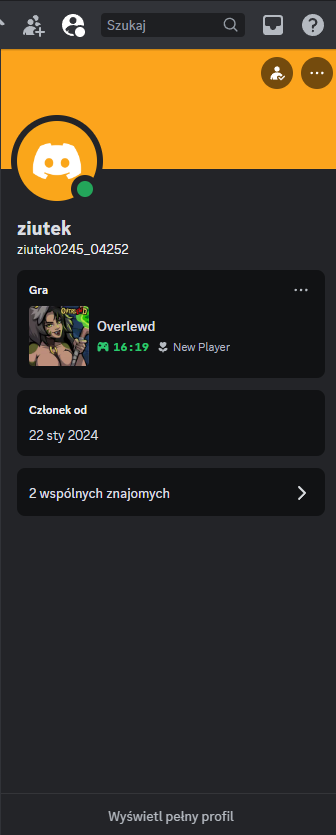 Szukaj
ziutek
ziutek0245_04252
Gra
Overlewd
16:19 New Player
Członek od
22 sty 2024
2 wspólnych znajomych
Wyświetl pełny profil